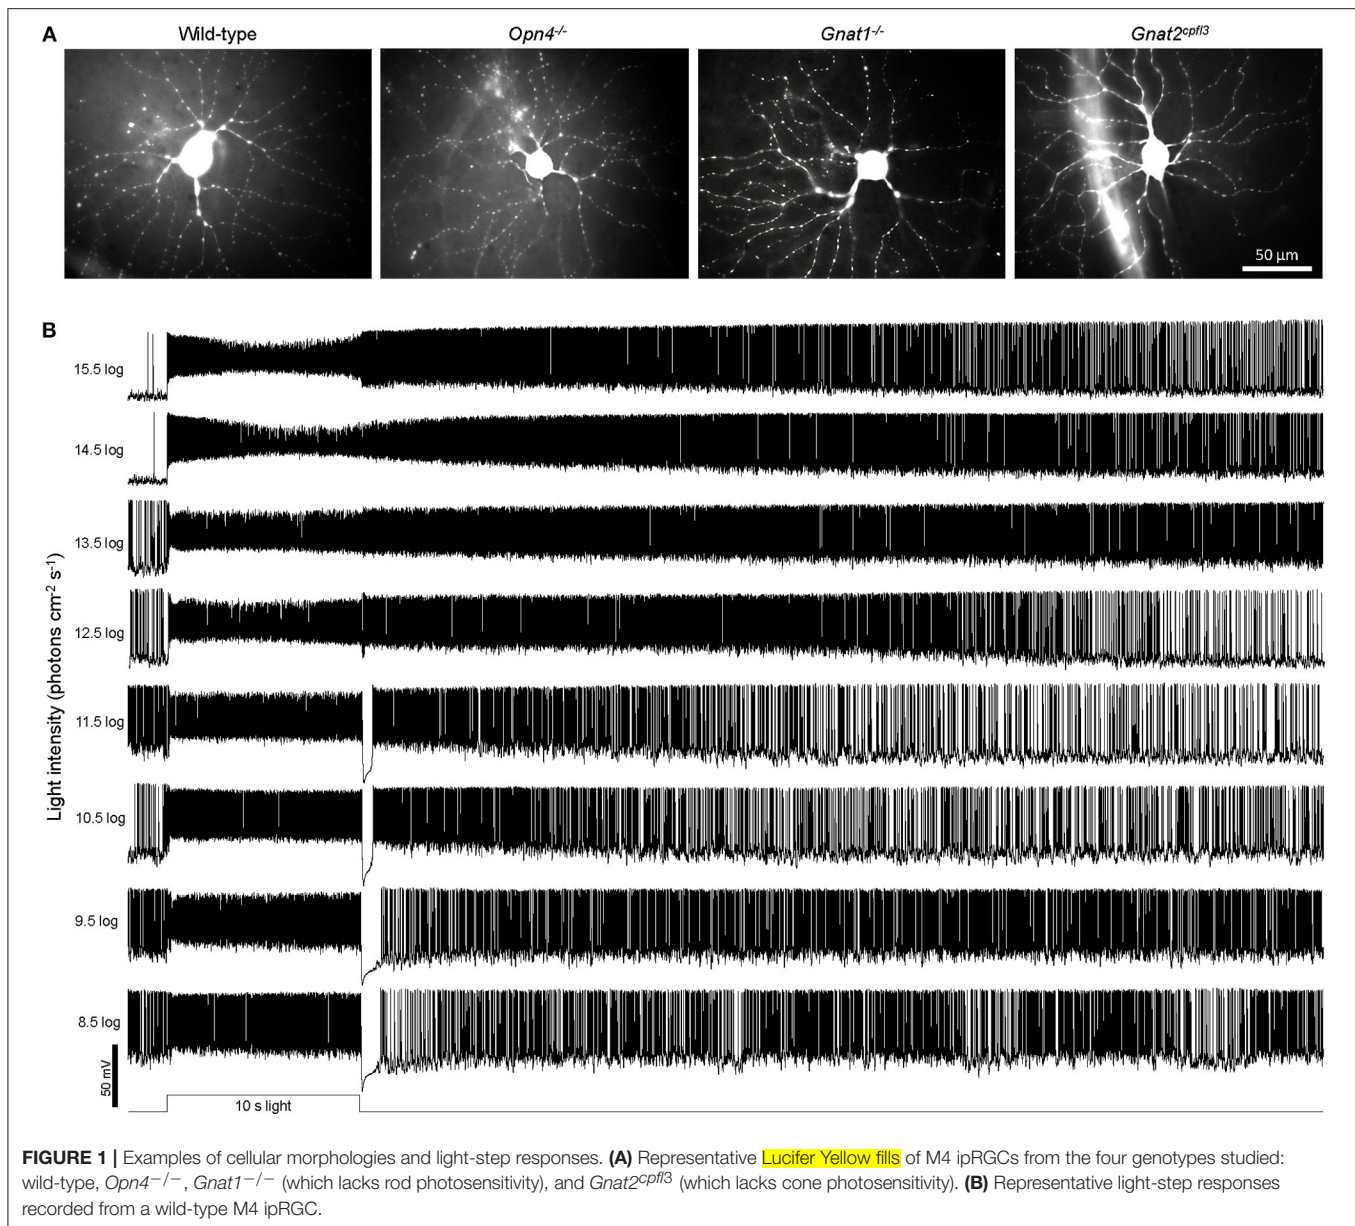 A
Wild-type
Opn4-/-
Gnat1-/-
Gnat2cpfl3
50 µm
B
Light intensity (photons cm-2 s-1)
15.5 log
14.5 log
13.5 log
12.5 log
11.5 log
10.5 log
9.5 log
8.5 log
50 mV
10 s light
FIGURE 1 | Examples of cellular morphologies and light-step responses. (A) Representative Lucifer Yellow fills of M4 ipRGCs from the four genotypes studied:
wild-type, Opn4−/−, Gnat1−/− (which lacks rod photosensitivity), and Gnat2cpfl3 (which lacks cone photosensitivity). (B) Representative light-step responses
recorded from a wild-type M4 ipRGC.